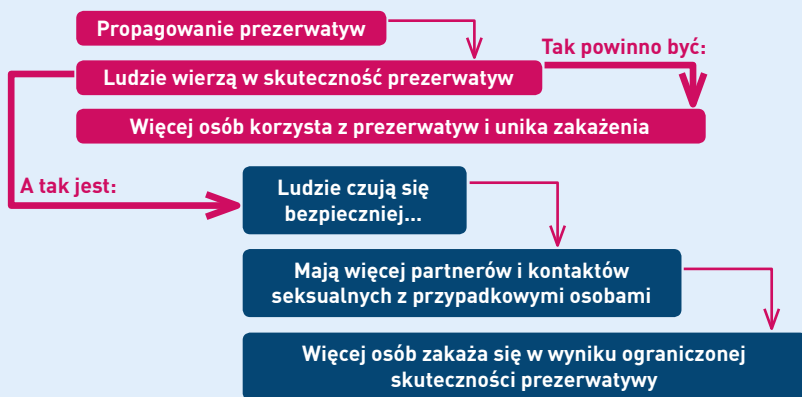 Propagowanie prezerwatyw
Tak powinno być:
Ludzie wierzą w skuteczność prezerwatyw
Więcej osób korzysta z prezerwatyw i unika zakażenia
A tak jest:
Ludzie czują się
bezpieczniej...
Mają więcej partnerów i kontaktów
seksualnych z przypadkowymi osobami
Więcej osób zakaża się w wyniku ograniczonej
skuteczności prezerwatywy